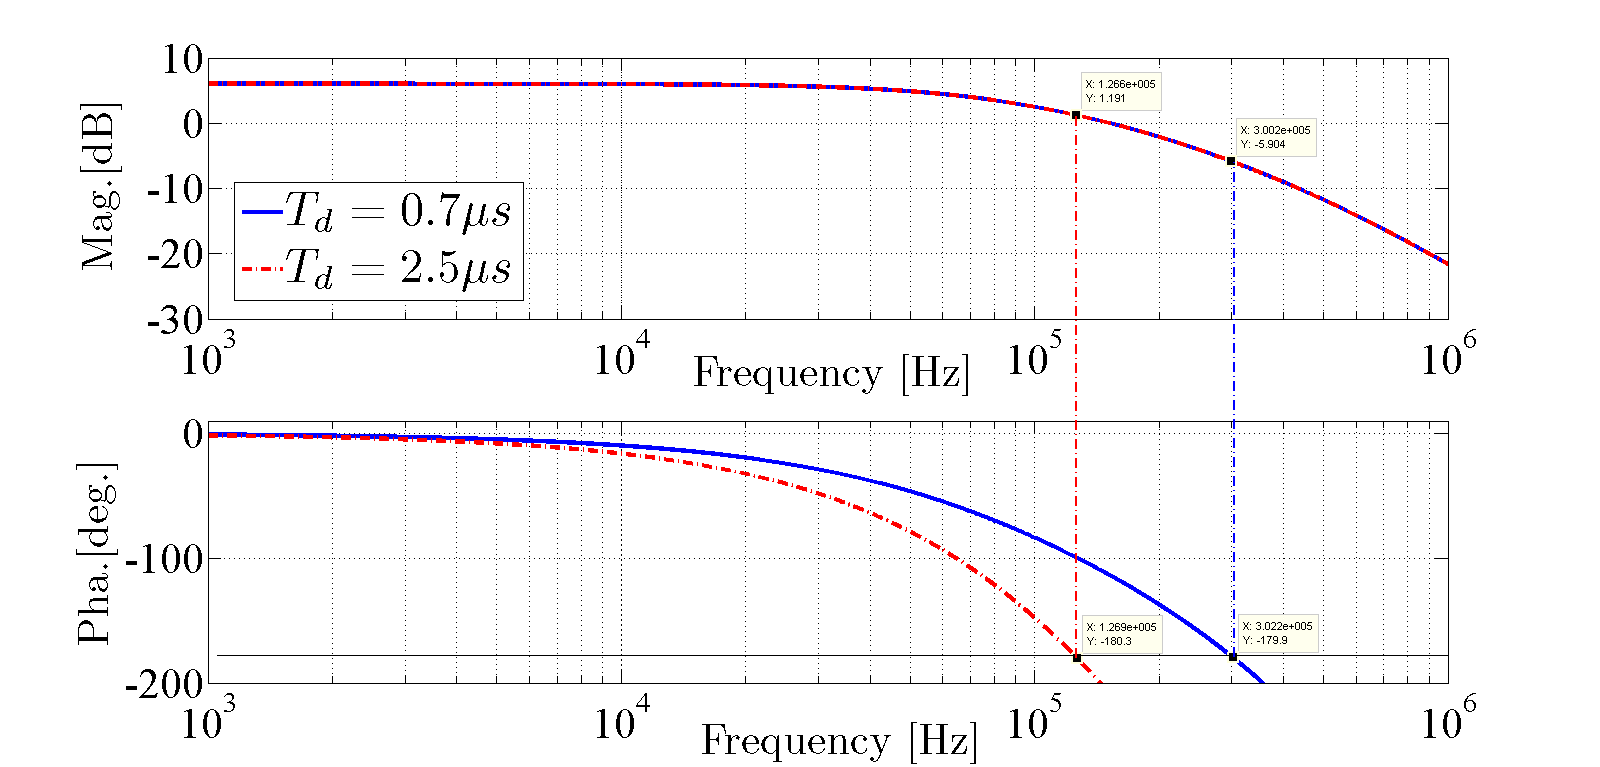 10
0
-10
-20
-30
Mag.[dB]
X: 1.266e+005
Y: 1.191
X: 3.002e+005
Y: -5.904
T_d = 0.7μs
T_d = 2.5μs
10^3
10^4
10^5
10^6
Frequency [Hz]
0
-100
-200
Pha.[deg.]
X: 1.269e+005
Y: -180.3
X: 3.022e+005
Y: -179.9
10^3
10^4
10^5
10^6
Frequency [Hz]